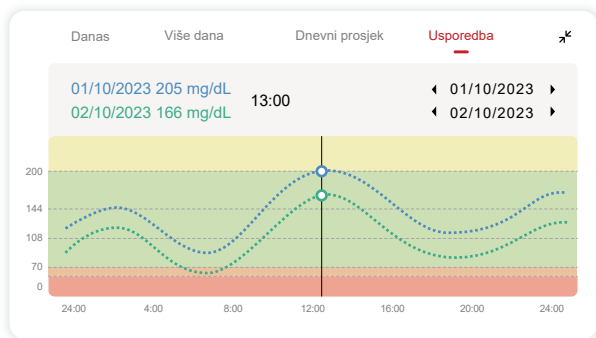 Danas Više dana Dnevni prosjek Usporedba
01/10/2023 205 mg/dL
02/10/2023 166 mg/dL
13:00
01/10/2023
02/10/2023
200
144
108
70
0
24:00 4:00 8:00 12:00 16:00 20:00 24:00